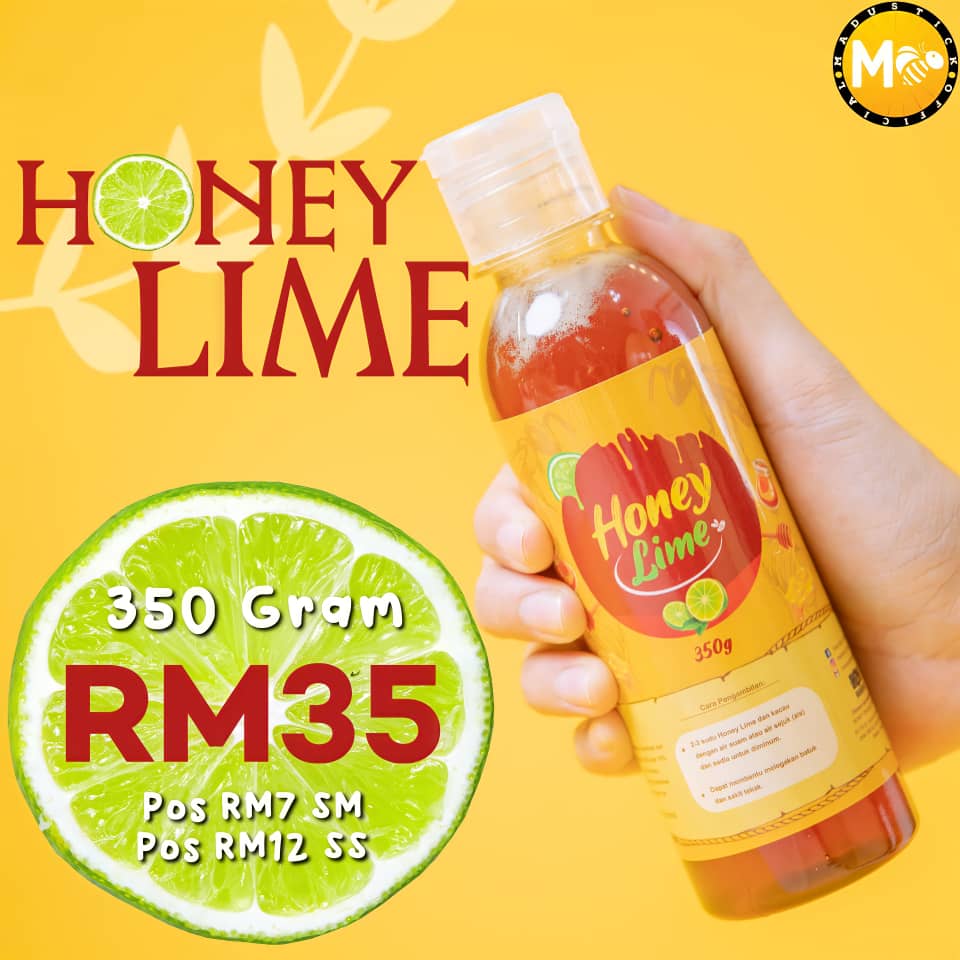 MADUSTICK OFFICIAL
M
HONEY
LIME
350 Gram
RM35
Pos RM7 SM
Pos RM12 SS
Honey
Lime
350g
Cara Pengambilan:
2-3 sudu Honey Lime dan kacau
dengan air suam atau air sejuk (ais)
dan sedia untuk diminum.
Dapat membantu melegakan batuk
dan sakit tekak.